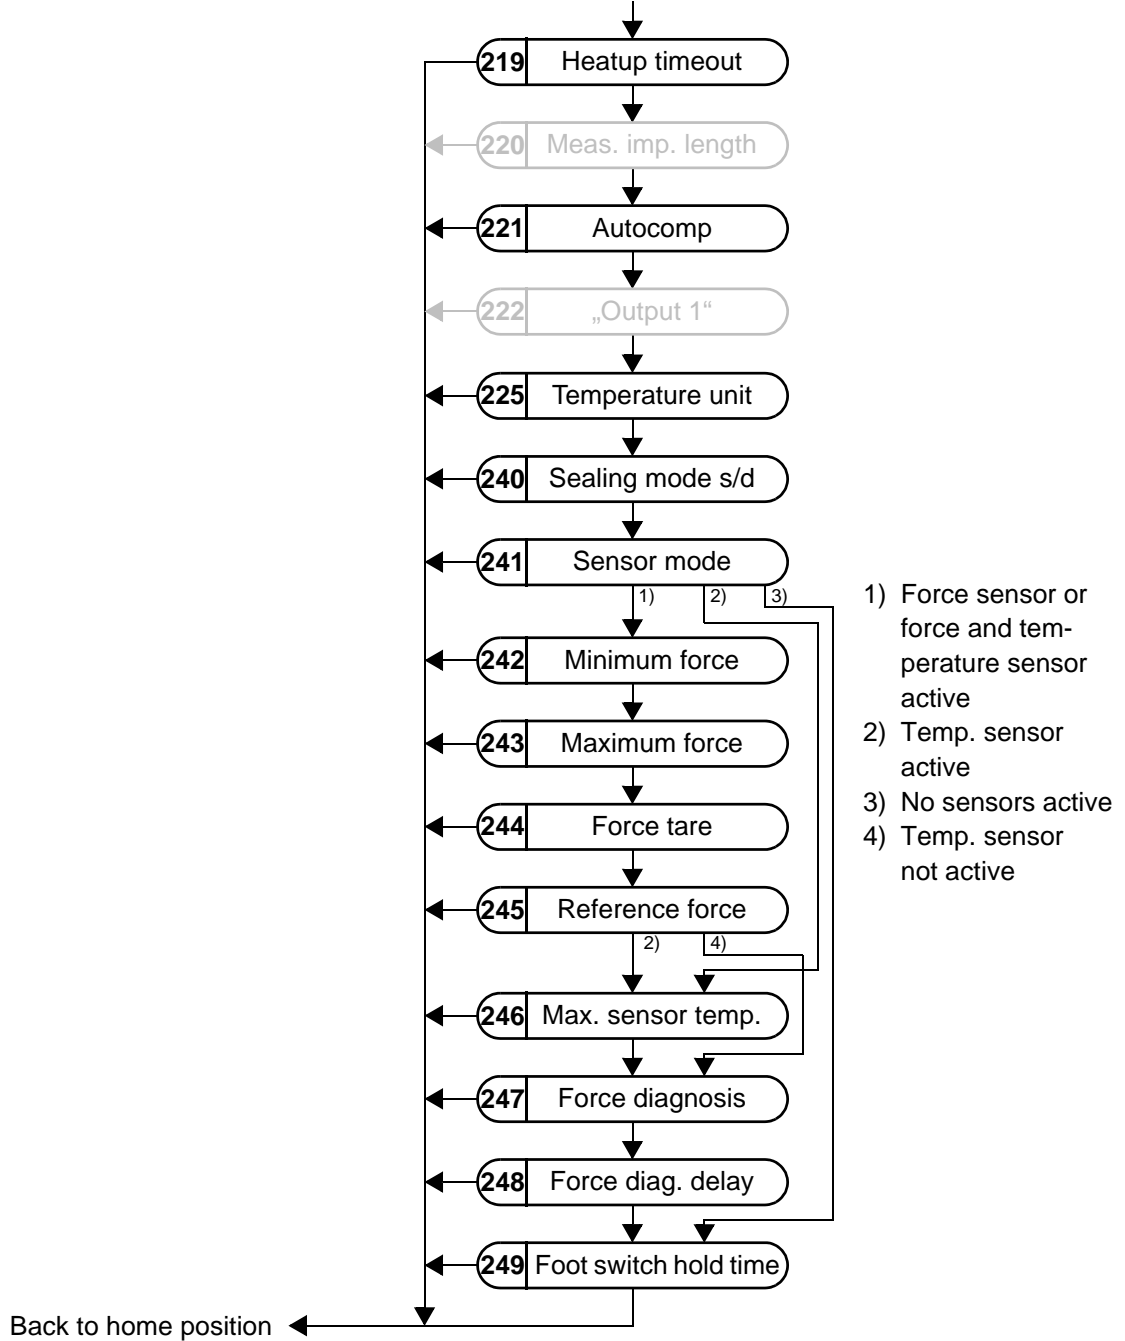 219 Heatup timeout
220 Meas. imp. length
221 Autocomp
222 „Output 1“
225 Temperature unit
240 Sealing mode s/d
241 Sensor mode
1) 2) 3)
242 Minimum force
243 Maximum force
244 Force tare
245 Reference force
2) 4)
246 Max. sensor temp.
247 Force diagnosis
248 Force diag. delay
249 Foot switch hold time
Back to home position
1) Force sensor or
force and tem-
perature sensor
active
2) Temp. sensor
active
3) No sensors active
4) Temp. sensor
not active